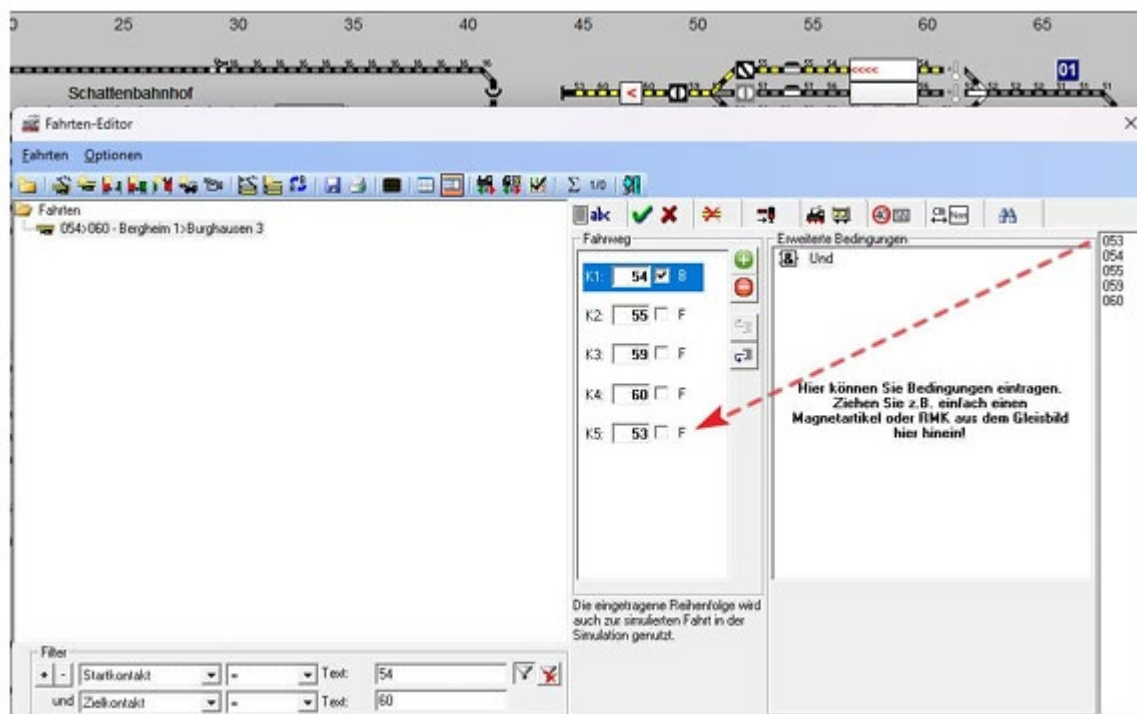 25 30 35 40 45 50 55 60 65
01
Schattenbahnhof
Fahrten-Editor
Fahrten Optionen
Σ 1/0
Fahrten
054>060 - Bergheim 1>Burghausen 3
abc
Fahrweg
K1: 54 B
K2: 55 F
K3: 59 F
K4: 60 F
K5: 53 F
Die eingetragene Reihenfolge wird
auch zur simulierten Fahrt in der
Simulation genutzt.
Erweiterte Bedingungen
& Und
Hier können Sie Bedingungen eintragen.
Ziehen Sie z.B. einfach einen
Magnetartikel oder RMK aus dem Gleisbild
hier hinein!
053
054
055
059
060
Filter
+ - Startkontakt = Text: 54
und Zielkontakt = Text: 60